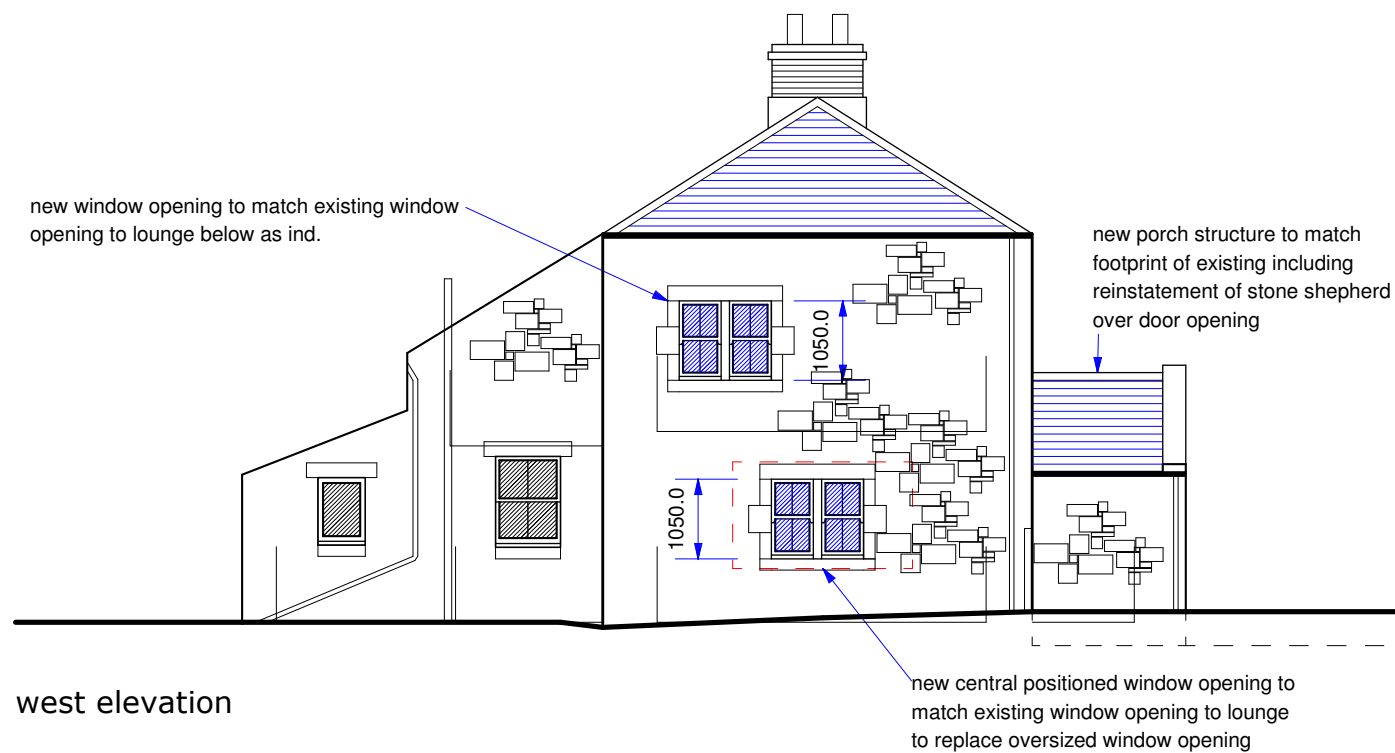 new window opening to match existing window
opening to lounge below as ind.
new porch structure to match
footprint of existing including
reinstatement of stone shepherd
over door opening
1050.0
1050.0
new central positioned window opening to
match existing window opening to lounge
to replace oversized window opening
west elevation